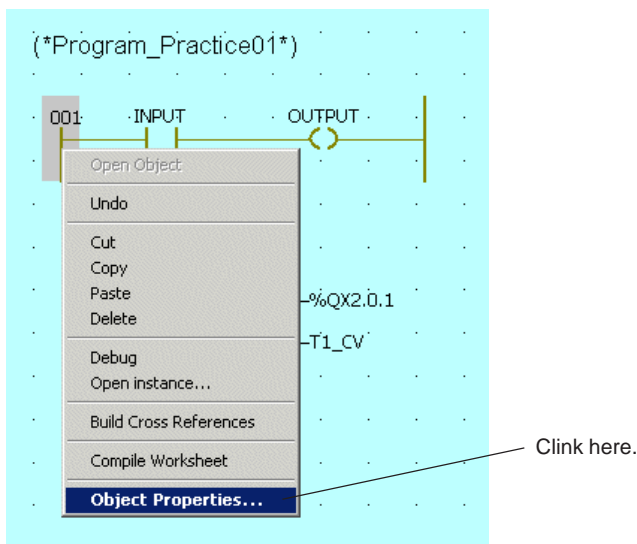 (*Program_Practice01*)
001 INPUT OUTPUT
Open Object
Undo
Cut
Copy
Paste
Delete
Debug
Open instance...
Build Cross References
Compile Worksheet
Object Properties...
%QX2.0.1
T1_CV
Clink here.